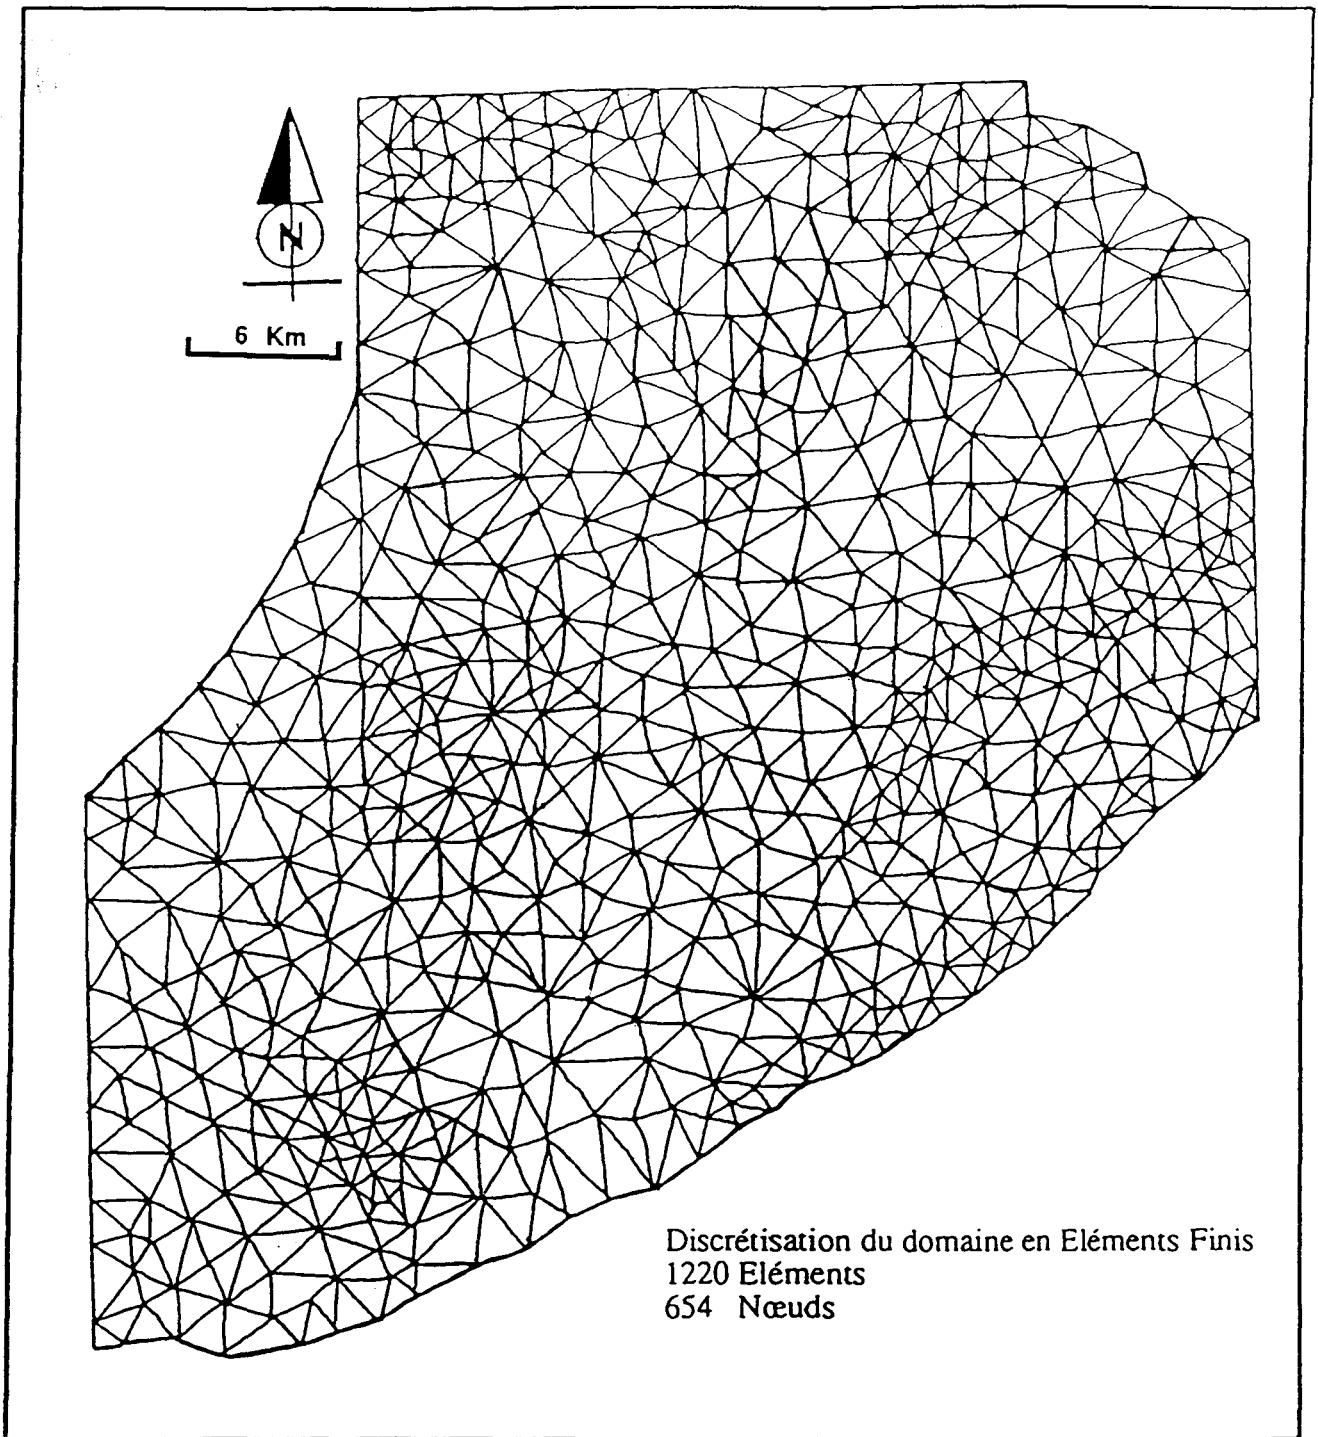 N
6 Km
Discrétisation du domaine en Eléments Finis
1220 Eléments
654 Nœuds